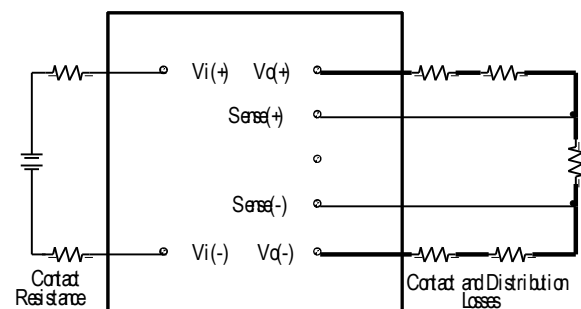 Vi(+) Vo(+)
Sense(+)
Sense(-)
Vi(-) Vo(-)
Contact
Resistance
Contact and Distribution
Losses